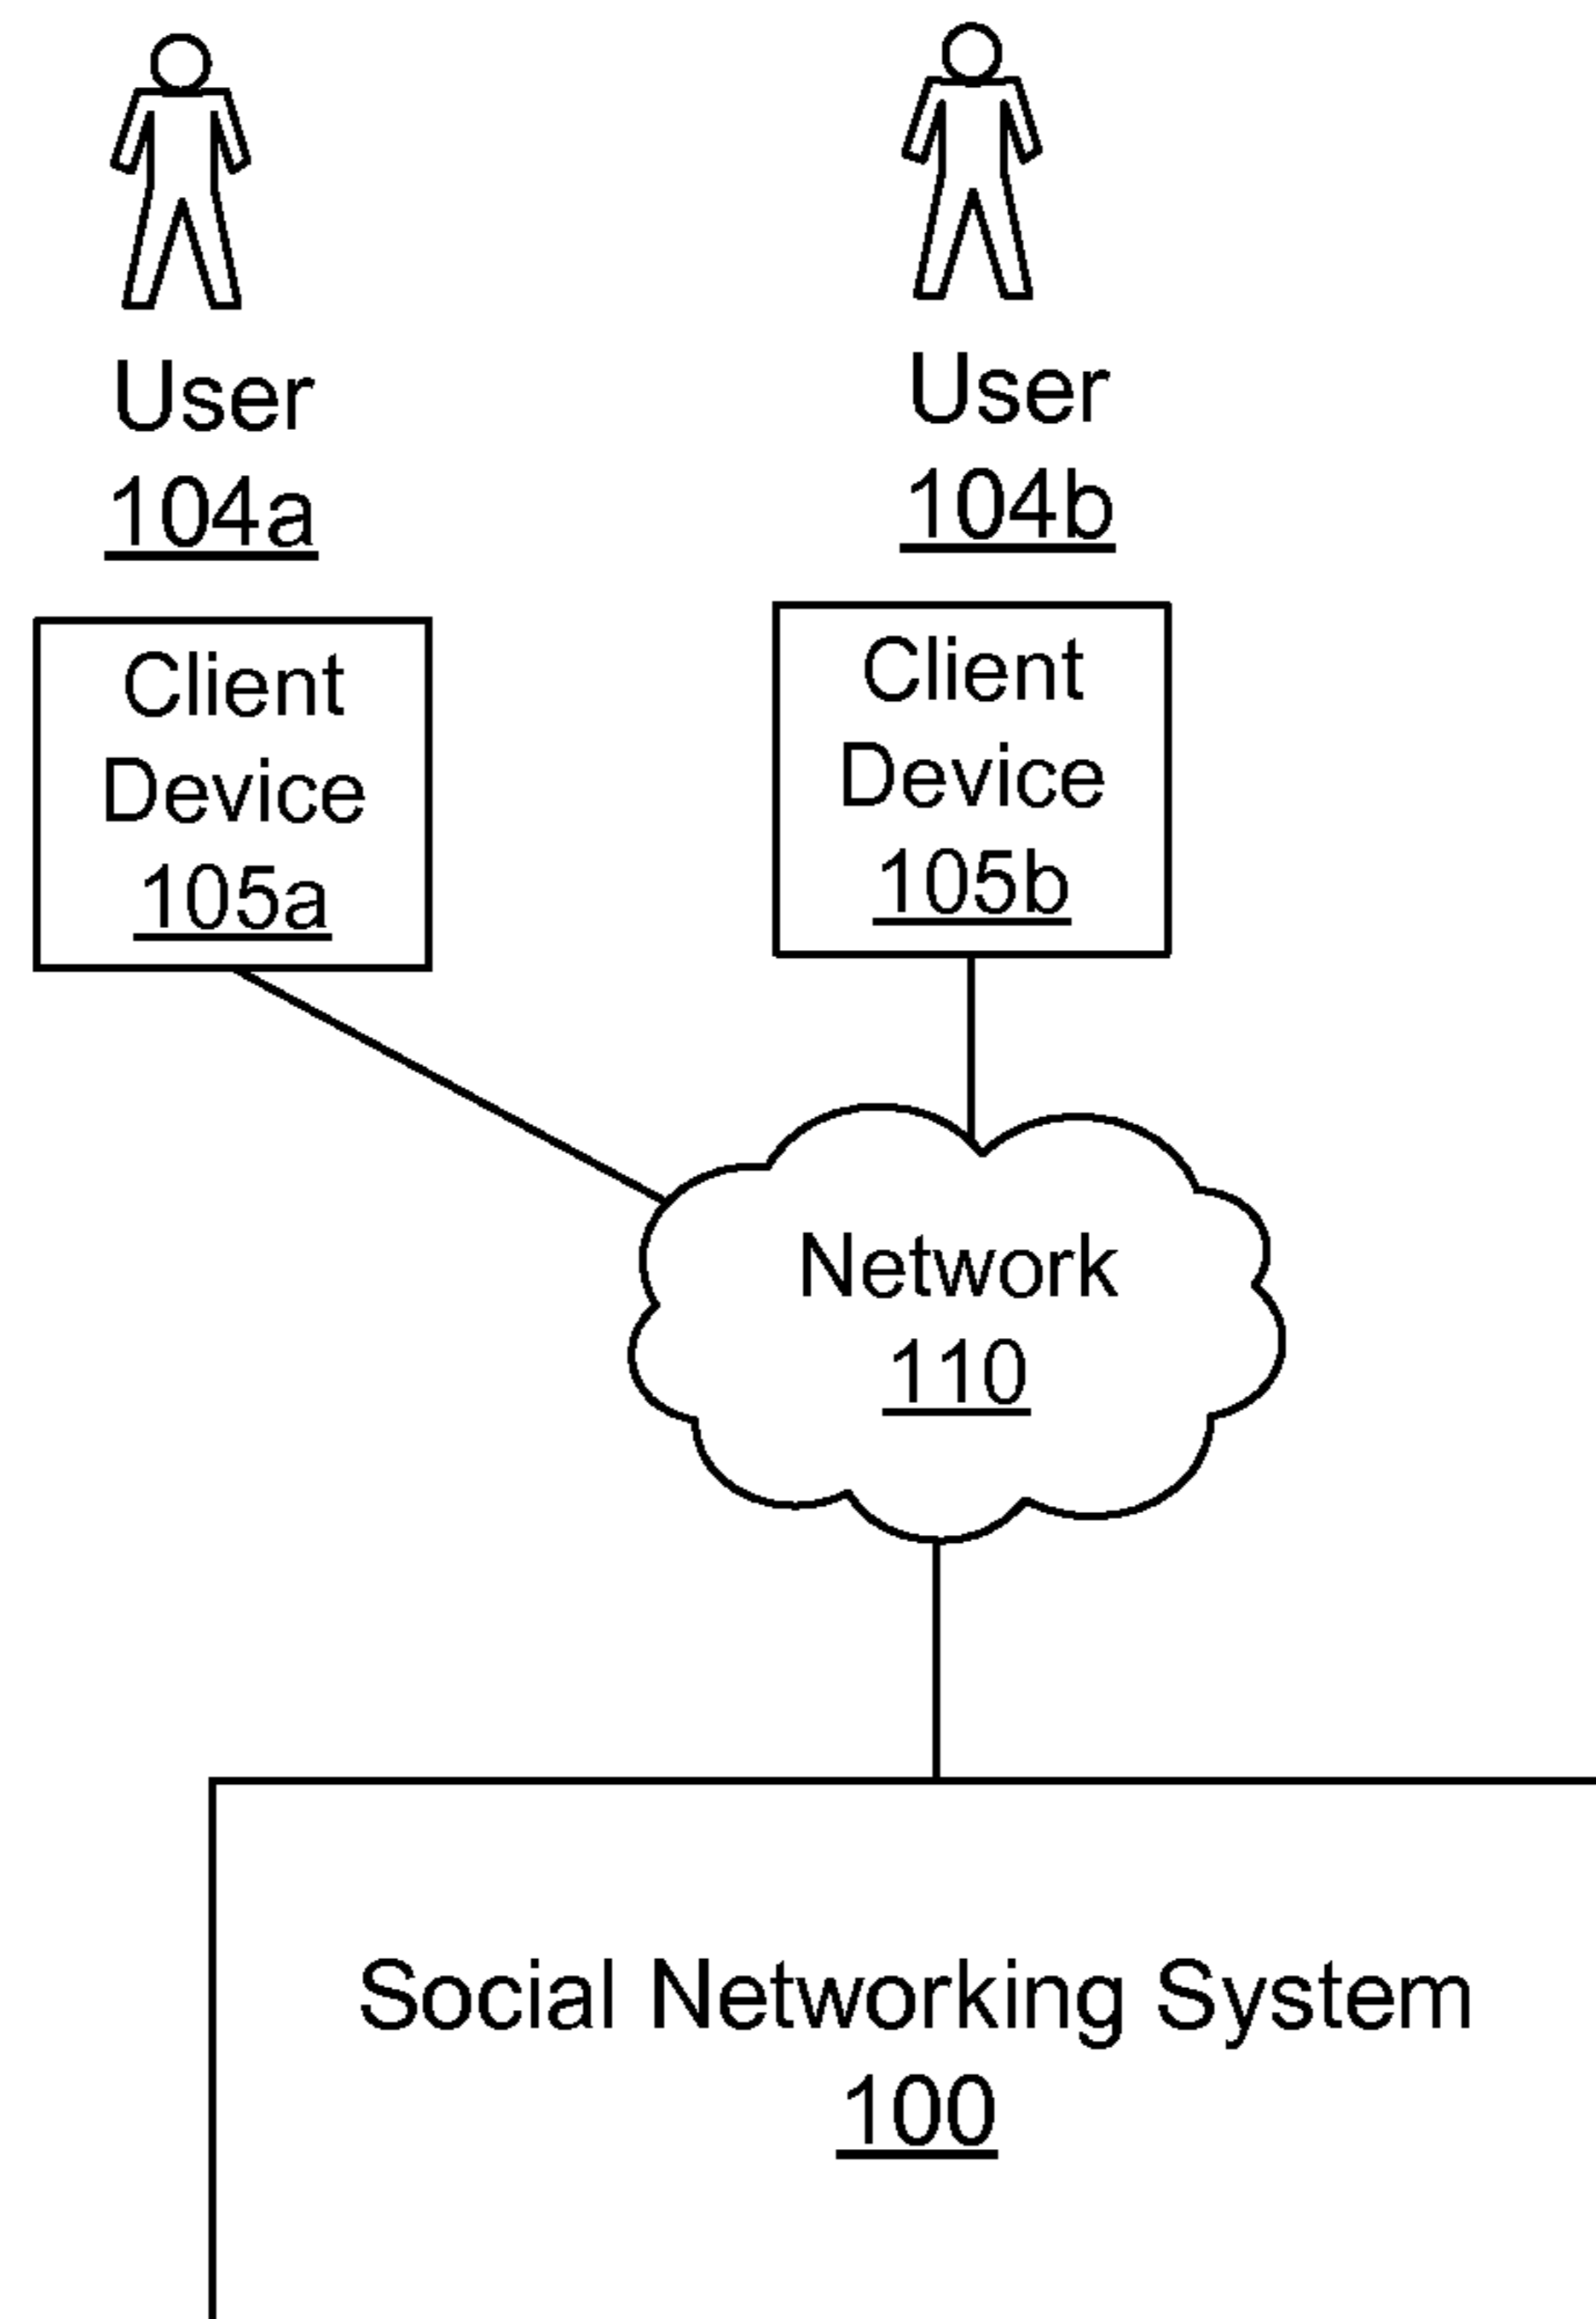 User
104a
User
104b
Client
Device
105a
Client
Device
105b
Network
110
Social Networking System
100